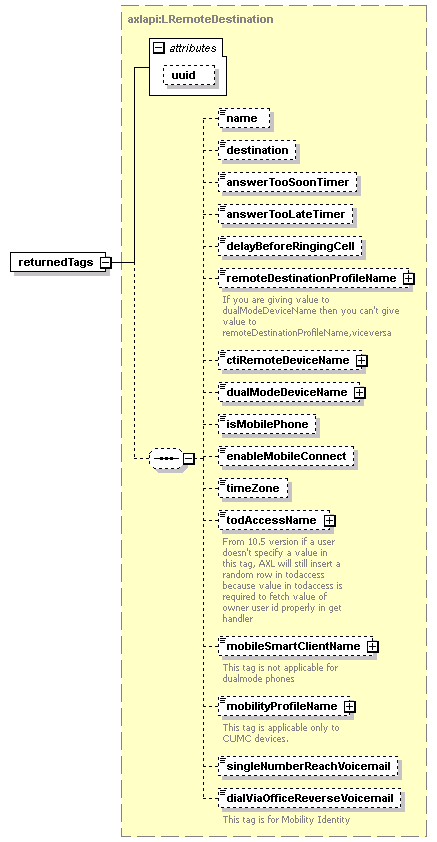 axlapi:LRemoteDestination
attributes
uuid
name
destination
answerTooSoonTimer
answerTooLateTimer
delayBeforeRingingCell
returnedTags
remoteDestinationProfileName
If you are giving value to
dualModeDeviceName then you can't give
value to
remoteDestinationProfileName,viceversa
ctiRemoteDeviceName
dualModeDeviceName
isMobilePhone
enableMobileConnect
timeZone
todAccessName
From 10.5 version if a user
doesn't specify a value in
this tag, AXL will still insert a
random row in todaccess
because value in todaccess is
required to fetch value of
owner user id properly in get
handler
mobileSmartClientName
This tag is not applicable for
dualmode phones
mobilityProfileName
This tag is applicable only to
CUMC devices.
singleNumberReachVoicemail
dialViaOfficeReverseVoicemail
This tag is for Mobility Identity